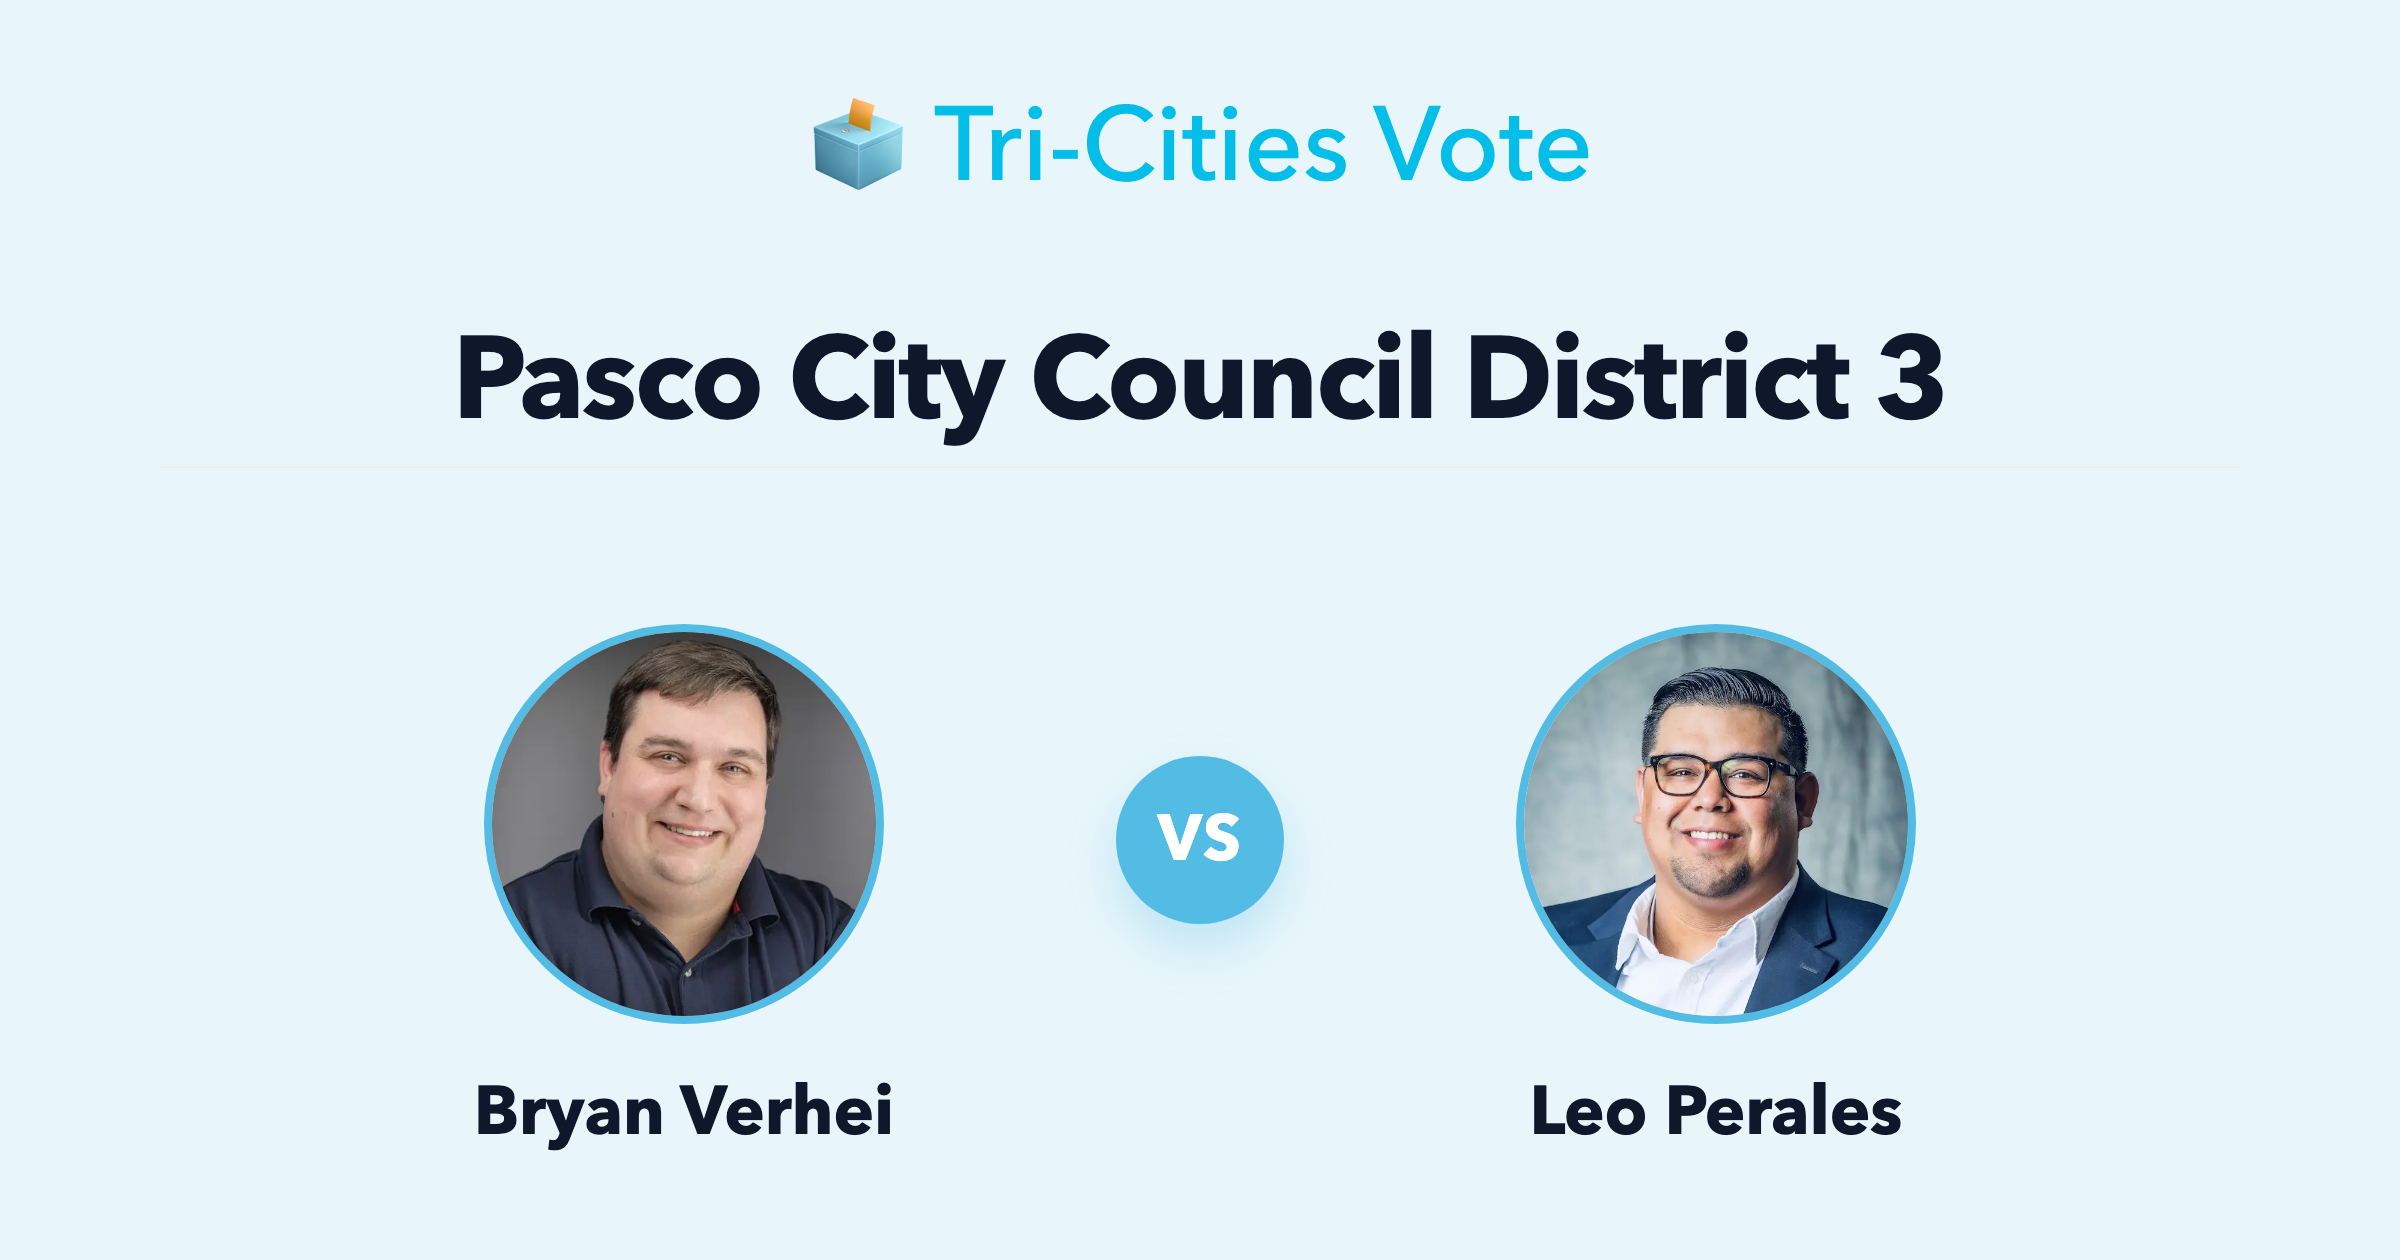 Tri-Cities Vote
Pasco City Council District 3
VS
Bryan Verhei
Leo Perales